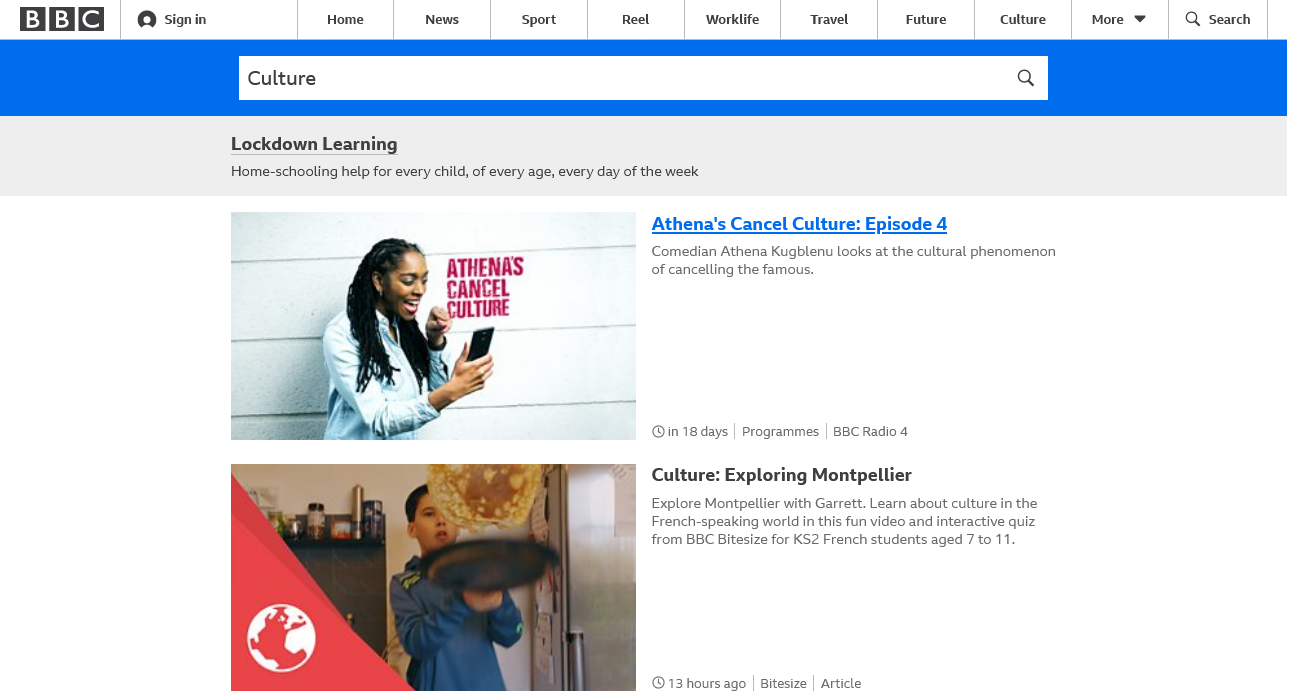 BBC Sign in Home News Sport Reel Worklife Travel Future Culture More Search
Culture
Lockdown Learning
Home-schooling help for every child, of every age, every day of the week
ATHENA'S
CANCEL
CULTURE
Athena's Cancel Culture: Episode 4
Comedian Athena Kugblenu looks at the cultural phenomenon
of cancelling the famous.
in 18 days Programmes BBC Radio 4
Culture: Exploring Montpellier
Explore Montpellier with Garrett. Learn about culture in the
French-speaking world in this fun video and interactive quiz
from BBC Bitesize for KS2 French students aged 7 to 11.
13 hours ago Bitesize Article